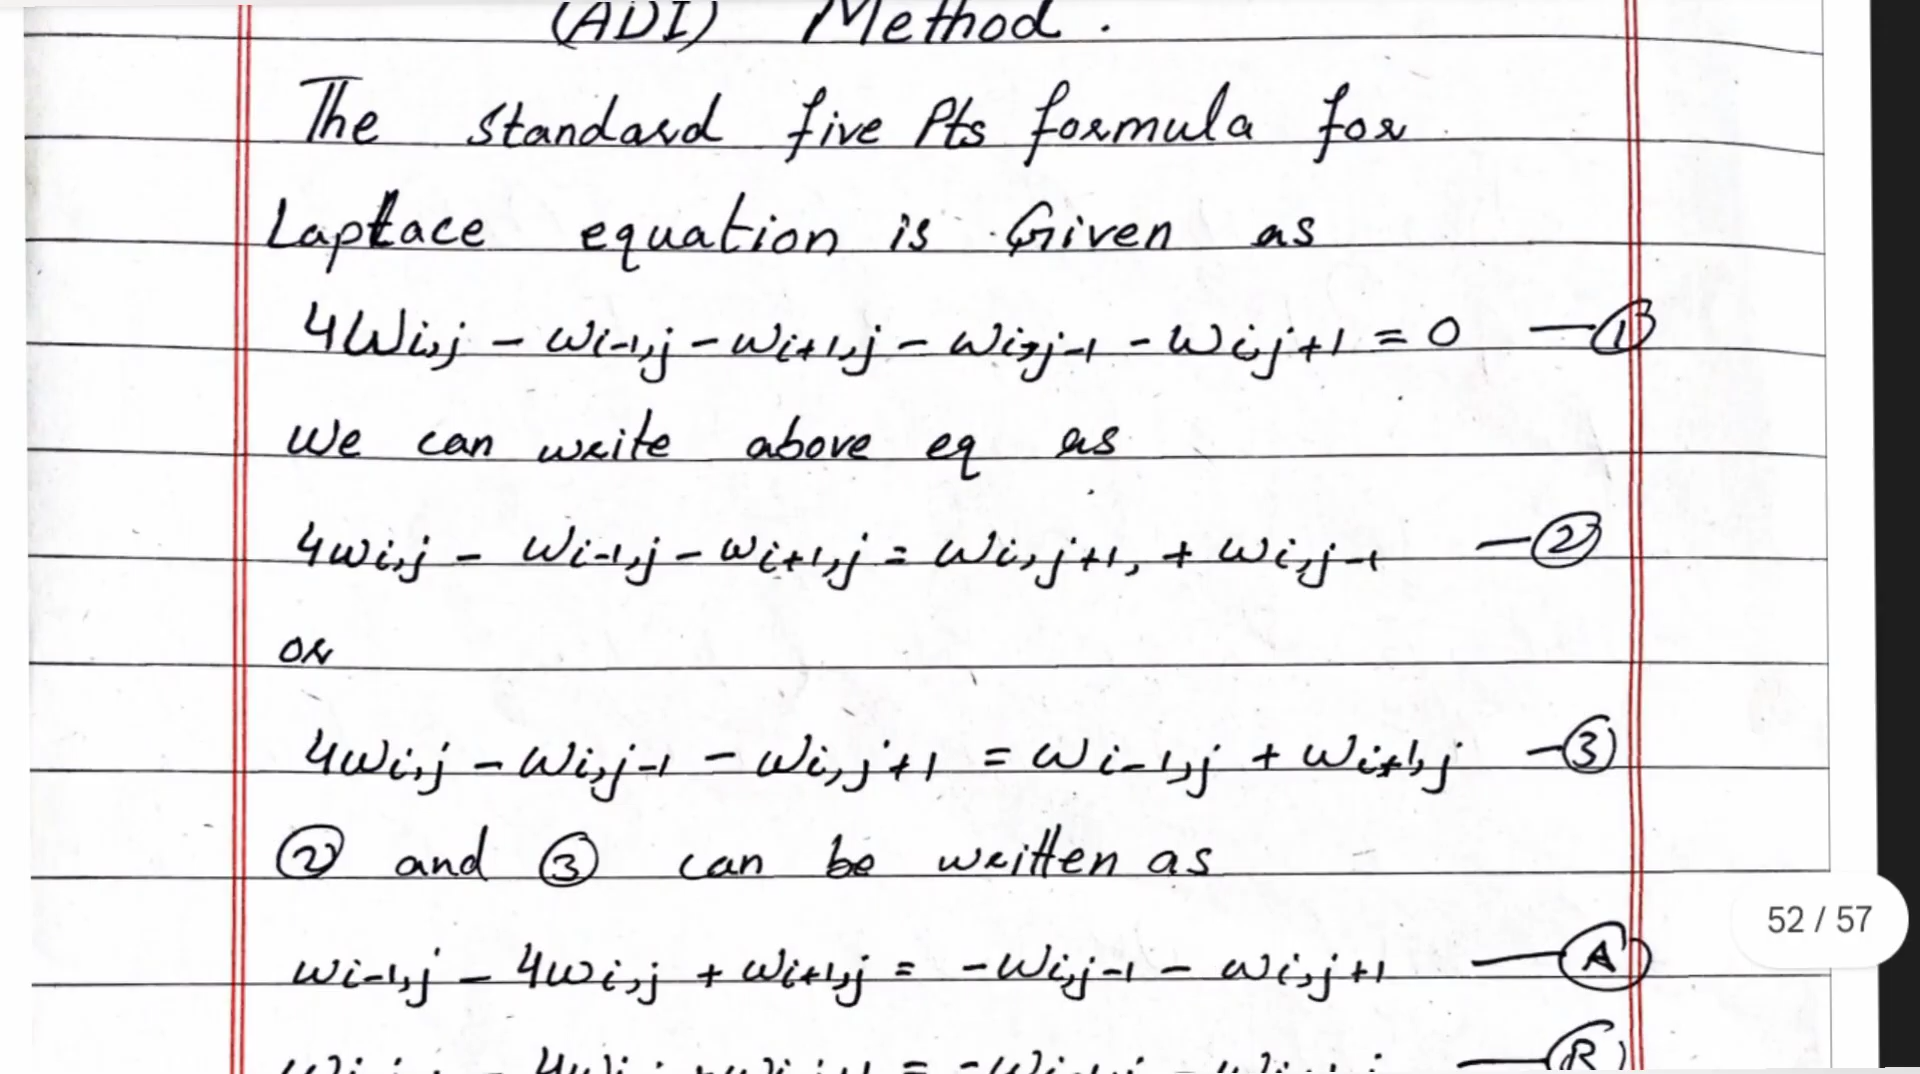 (ADI) Method.
The standard five Pts formula for
Laplace equation is Given as
4Wi,j - wi-1,j - wi+1,j - wi,j-1 - wi,j+1 = 0 —①
we can write above eq as
4wi,j - wi-1,j - wi+1,j = wi,j+1, + wi,j-1 —②
or
4wi,j - wi,j-1 - wi,j+1 = wi-1,j + wi+1,j —③
② and ③ can be written as
52 / 57
wi-1,j - 4wi,j + wi+1,j = -wi,j-1 - wi,j+1 —Ⓐ